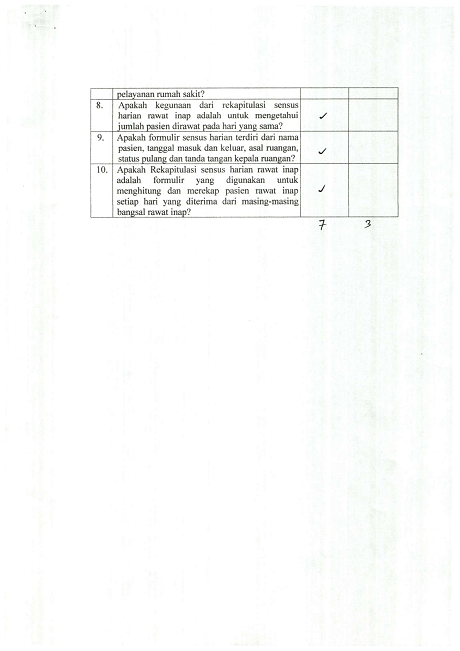 pelayanan rumah sakit?
8. Apakah kegunaan dari rekapitulasi sensus
harian rawat inap adalah untuk mengetahui
jumlah pasien dirawat pada hari yang sama? ✓
9. Apakah formulir sensus harian terdiri dari nama
pasien, tanggal masuk dan keluar, asal ruangan,
status pulang dan tanda tangan kepala ruangan? ✓
10. Apakah Rekapitulasi sensus harian rawat inap
adalah formulir yang digunakan untuk
menghitung dan merekap pasien rawat inap ✓
setiap hari yang diterima dari masing-masing
bangsal rawat inap?
7 3